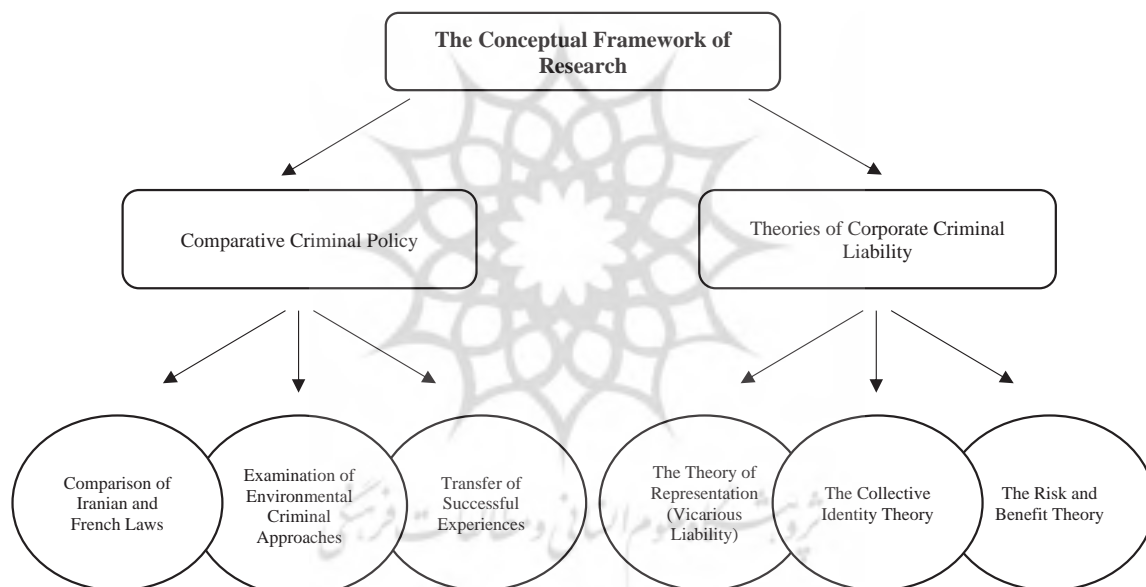 The Conceptual Framework of
Research
Comparative Criminal Policy
Theories of Corporate Criminal
Liability
Comparison of
Iranian and
French Laws
Examination of
Environmental
Criminal
Approaches
Transfer of
Successful
Experiences
The Theory of
Representation
(Vicarious
Liability)
The Collective
Identity Theory
The Risk and
Benefit Theory